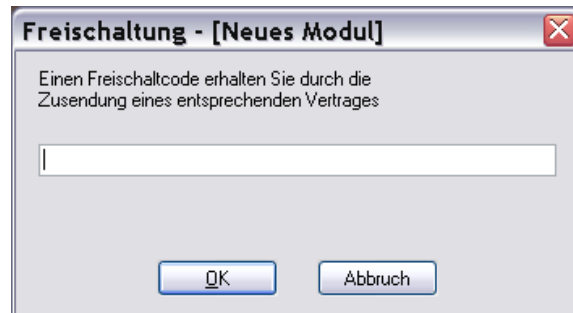 Freischaltung - [Neues Modul]
Einen Freischaltcode erhalten Sie durch die
Zusendung eines entsprechenden Vertrages
OK
Abbruch